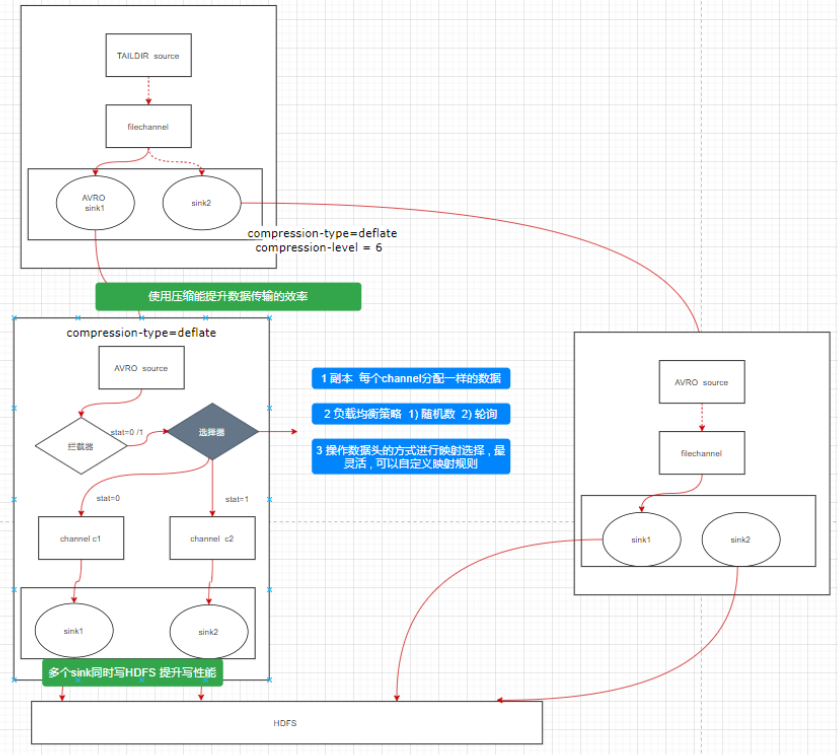 TAILDIR source
filechannel
AVRO
sink1
sink2
compression-type=deflate
compression-level = 6
使用压缩能提升数据传输的效率
compression-type=deflate
AVRO source
拦截器
stat=0 /1
选择器
stat=0
stat=1
channel c1
channel c2
sink1
sink2
多个sink同时写HDFS 提升写性能
1 副本 每个channel分配一样的数据
2 负载均衡策略 1) 随机数 2) 轮询
3 操作数据头的方式进行映射选择 , 最
灵活 , 可以自定义映射规则
AVRO source
filechannel
sink1
sink2
HDFS